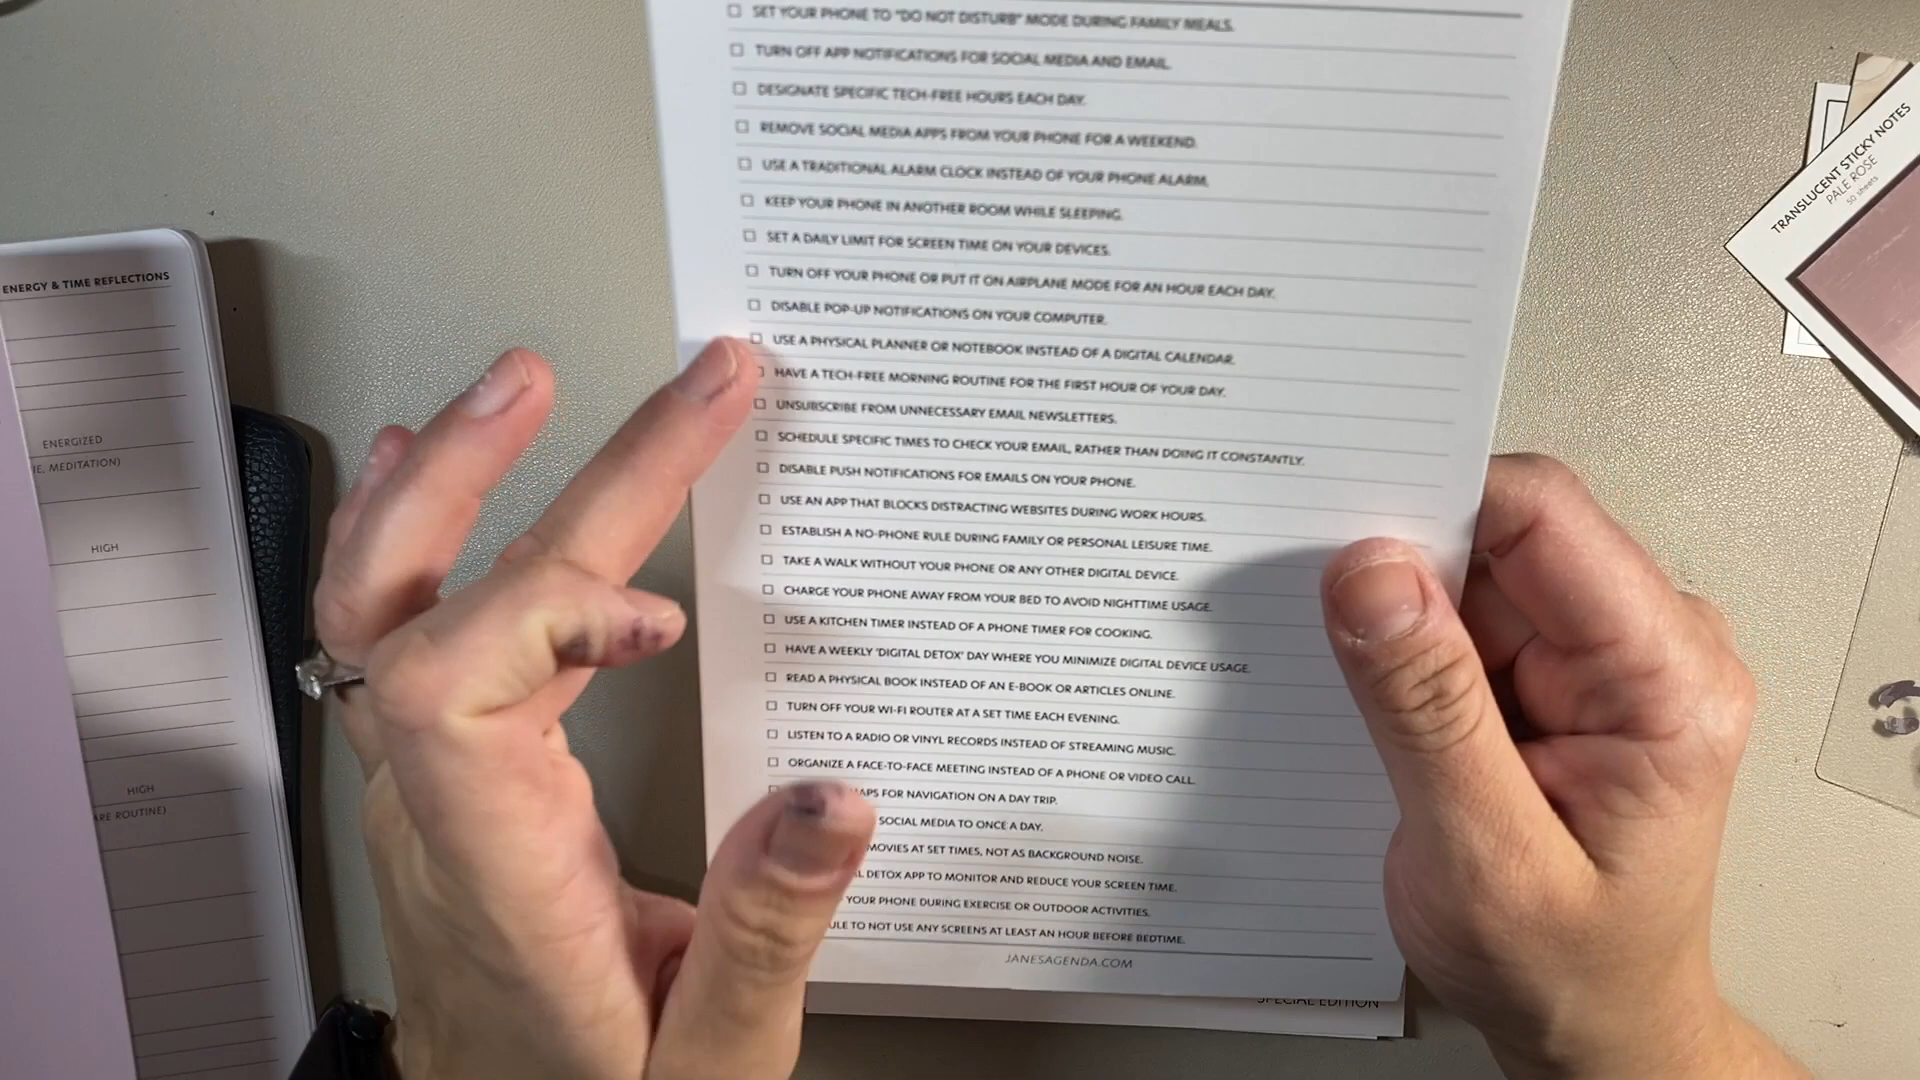 SET YOUR PHONE TO "DO NOT DISTURB" MODE DURING FAMILY MEALS.
TURN OFF APP NOTIFICATIONS FOR SOCIAL MEDIA AND EMAIL.
DESIGNATE SPECIFIC TECH-FREE HOURS EACH DAY.
REMOVE SOCIAL MEDIA APPS FROM YOUR PHONE FOR A WEEKEND.
USE A TRADITIONAL ALARM CLOCK INSTEAD OF YOUR PHONE ALARM.
KEEP YOUR PHONE IN ANOTHER ROOM WHILE SLEEPING.
SET A DAILY LIMIT FOR SCREEN TIME ON YOUR DEVICES.
TURN OFF YOUR PHONE OR PUT IT ON AIRPLANE MODE FOR AN HOUR EACH DAY.
DISABLE POP-UP NOTIFICATIONS ON YOUR COMPUTER.
USE A PHYSICAL PLANNER OR NOTEBOOK INSTEAD OF A DIGITAL CALENDAR.
HAVE A TECH-FREE MORNING ROUTINE FOR THE FIRST HOUR OF YOUR DAY.
UNSUBSCRIBE FROM UNNECESSARY EMAIL NEWSLETTERS.
SCHEDULE SPECIFIC TIMES TO CHECK YOUR EMAIL, RATHER THAN DOING IT CONSTANTLY.
DISABLE PUSH NOTIFICATIONS FOR EMAILS ON YOUR PHONE.
USE AN APP THAT BLOCKS DISTRACTING WEBSITES DURING WORK HOURS.
ESTABLISH A NO-PHONE RULE DURING FAMILY OR PERSONAL LEISURE TIME.
TAKE A WALK WITHOUT YOUR PHONE OR ANY OTHER DIGITAL DEVICE.
CHARGE YOUR PHONE AWAY FROM YOUR BED TO AVOID NIGHTTIME USAGE.
USE A KITCHEN TIMER INSTEAD OF A PHONE TIMER FOR COOKING.
HAVE A WEEKLY 'DIGITAL DETOX' DAY WHERE YOU MINIMIZE DIGITAL DEVICE USAGE.
READ A PHYSICAL BOOK INSTEAD OF AN E-BOOK OR ARTICLES ONLINE.
TURN OFF YOUR WI-FI ROUTER AT A SET TIME EACH EVENING.
LISTEN TO A RADIO OR VINYL RECORDS INSTEAD OF STREAMING MUSIC.
ORGANIZE A FACE-TO-FACE MEETING INSTEAD OF A PHONE OR VIDEO CALL.
APS FOR NAVIGATION ON A DAY TRIP.
SOCIAL MEDIA TO ONCE A DAY.
MOVIES AT SET TIMES, NOT AS BACKGROUND NOISE.
L DETOX APP TO MONITOR AND REDUCE YOUR SCREEN TIME.
YOUR PHONE DURING EXERCISE OR OUTDOOR ACTIVITIES.
ULE TO NOT USE ANY SCREENS AT LEAST AN HOUR BEFORE BEDTIME.
JANESAGENDA.COM
SPECIAL EDITION
ENERGY & TIME REFLECTIONS
ENERGIZED
IE, MEDITATION)
HIGH
HIGH
ARE ROUTINE)
TRANSLUCENT STICKY NOTES
PALE ROSE
50 sheets